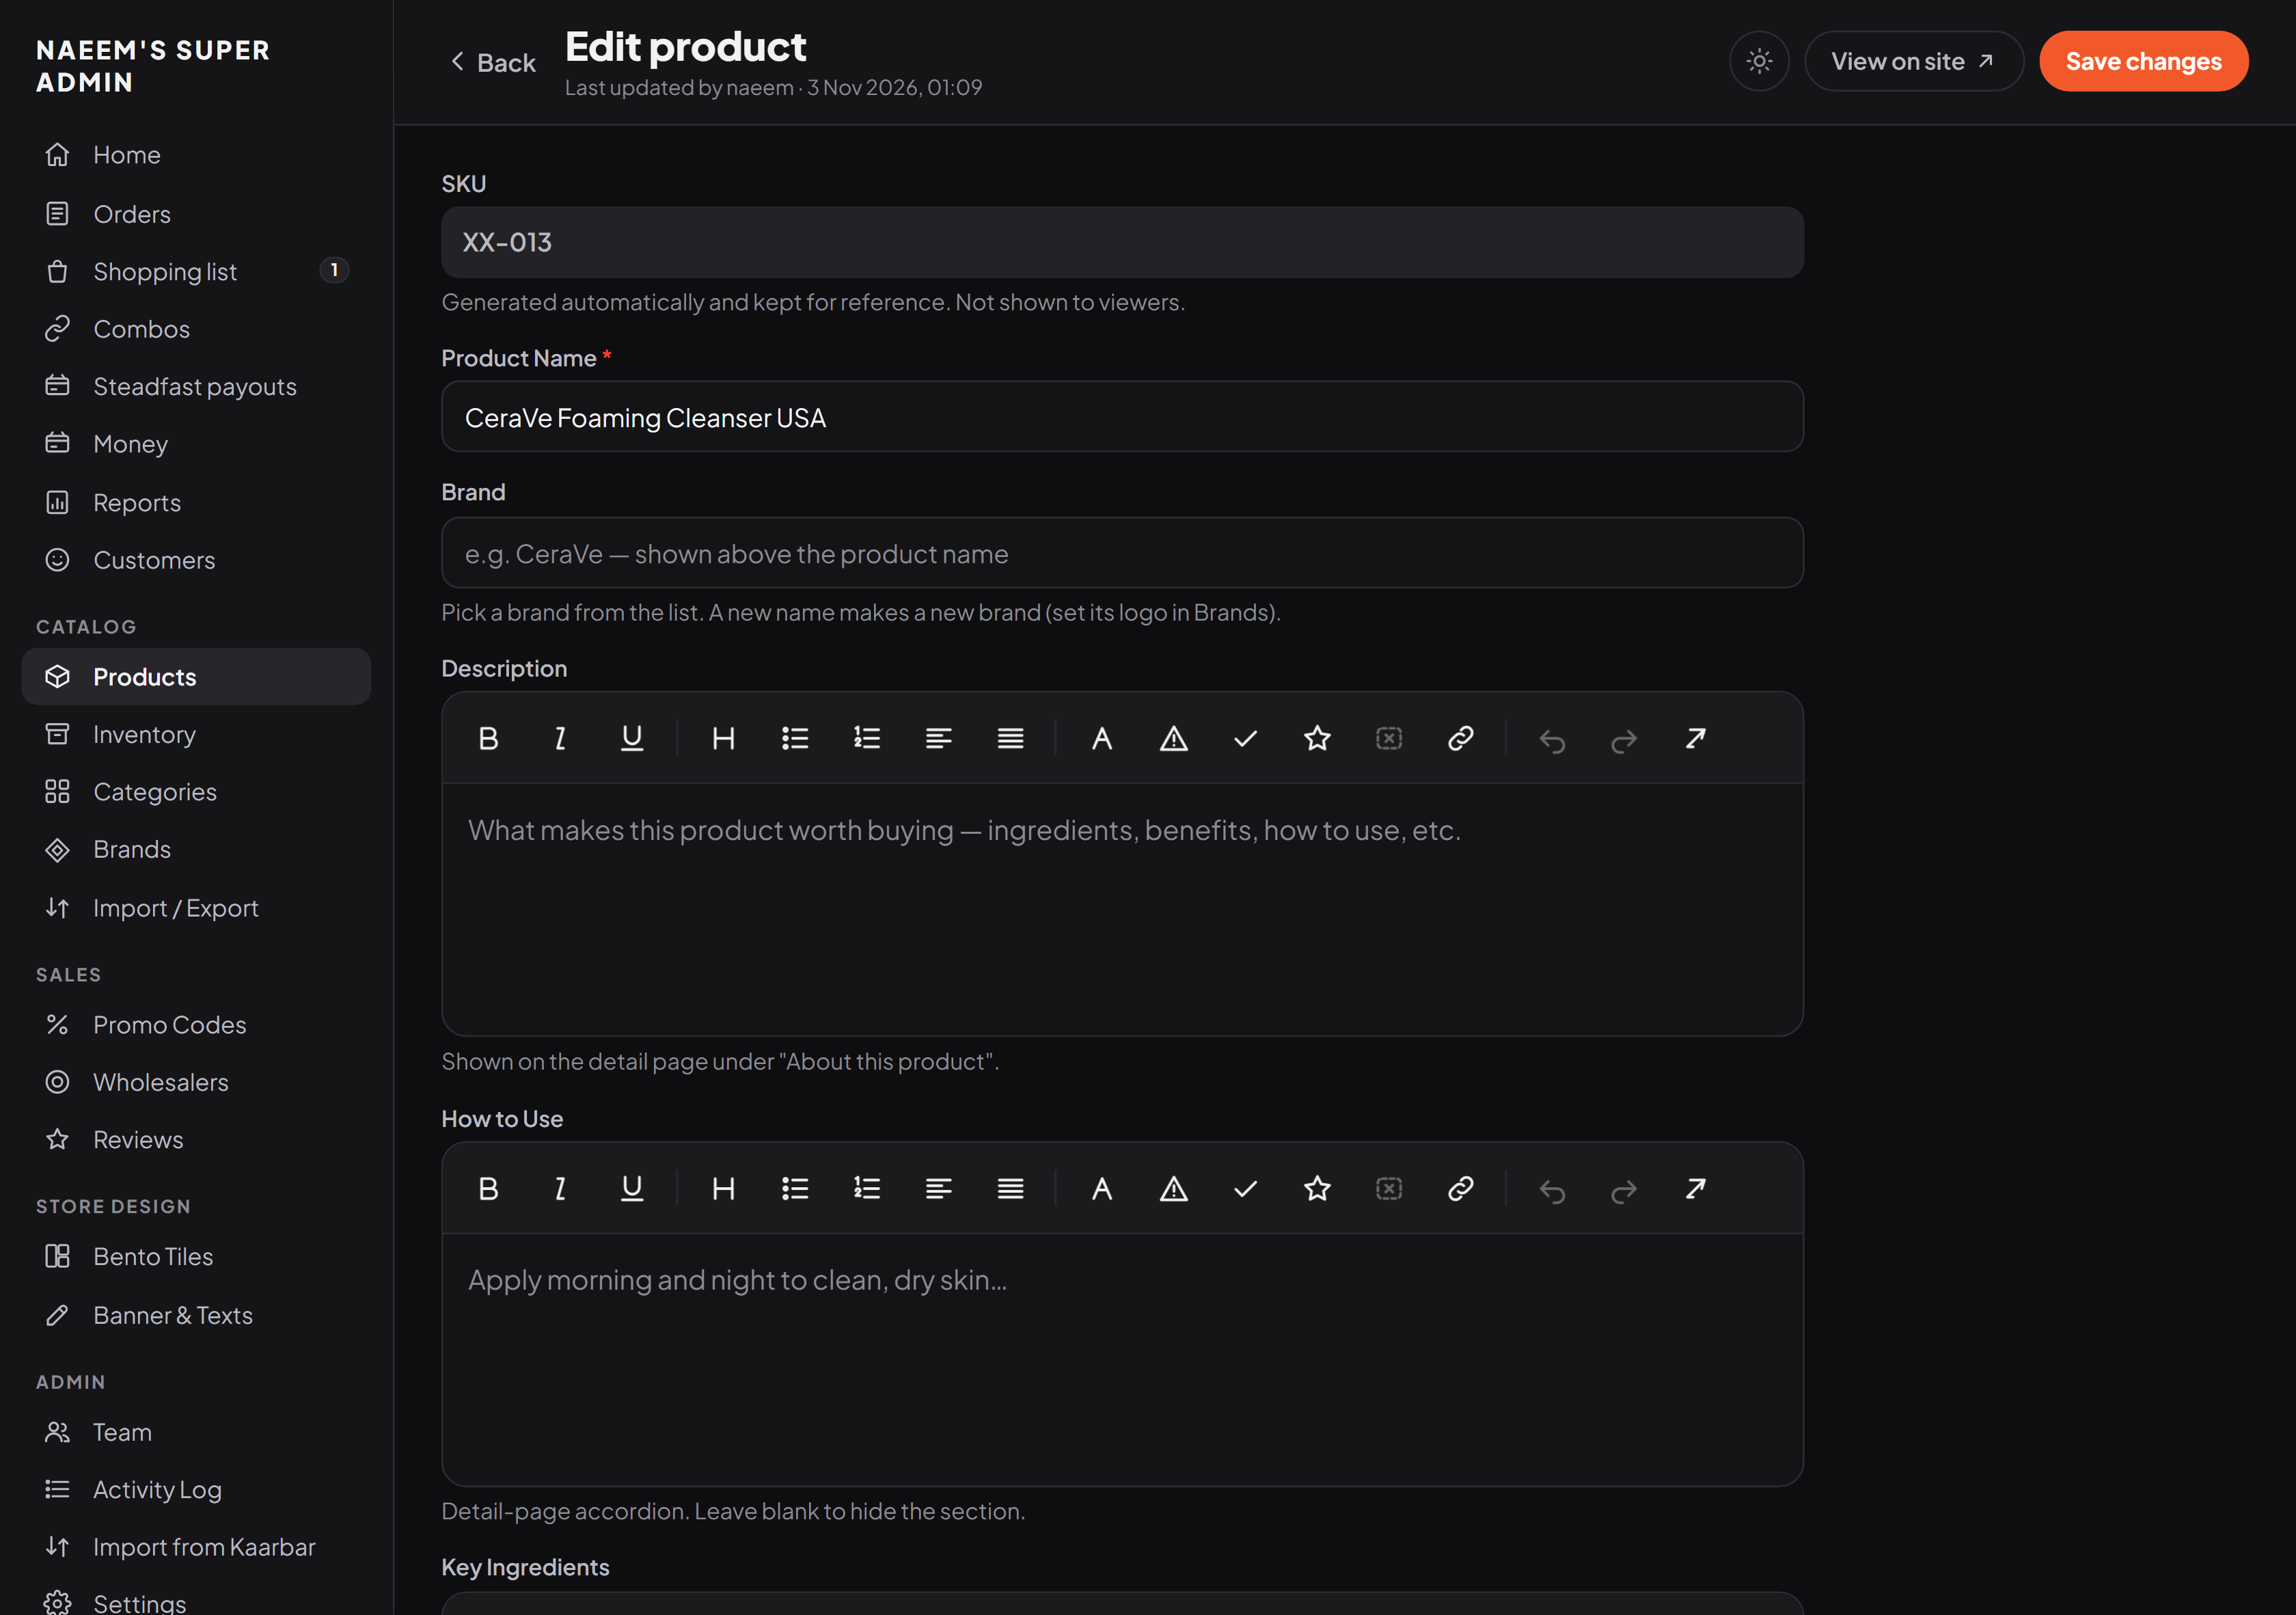 NAEEM'S SUPER
ADMIN
Home
Orders
Shopping list 1
Combos
Steadfast payouts
Money
Reports
Customers
CATALOG
Products
Inventory
Categories
Brands
Import / Export
SALES
Promo Codes
Wholesalers
Reviews
STORE DESIGN
Bento Tiles
Banner & Texts
ADMIN
Team
Activity Log
Import from Kaarbar
Settings
Back
Edit product
Last updated by naeem · 3 Nov 2026, 01:09
View on site
Save changes
SKU
XX-013
Generated automatically and kept for reference. Not shown to viewers.
Product Name *
CeraVe Foaming Cleanser USA
Brand
e.g. CeraVe — shown above the product name
Pick a brand from the list. A new name makes a new brand (set its logo in Brands).
Description
What makes this product worth buying — ingredients, benefits, how to use, etc.
Shown on the detail page under "About this product".
How to Use
Apply morning and night to clean, dry skin…
Detail-page accordion. Leave blank to hide the section.
Key Ingredients